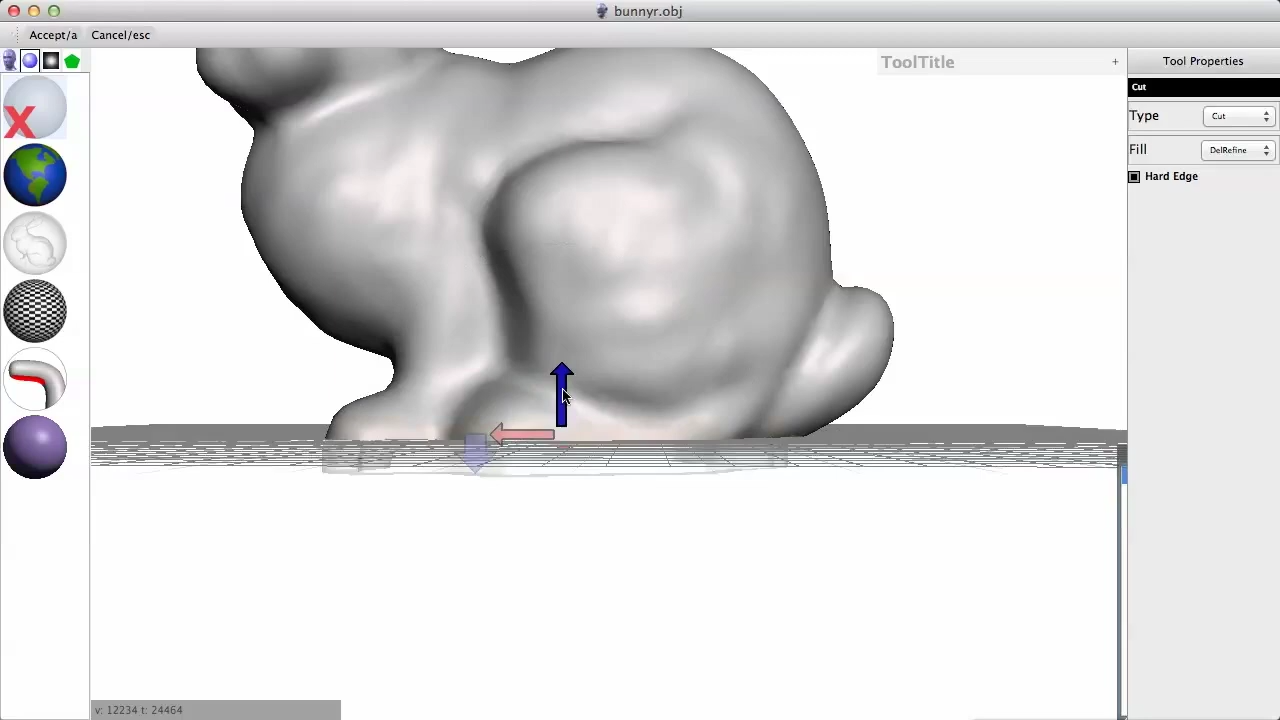 bunnyr.obj
Accept/a Cancel/esc
ToolTitle +
Tool Properties
Cut
Type Cut
Fill DelRefine
Hard Edge
v: 12234 t: 24464